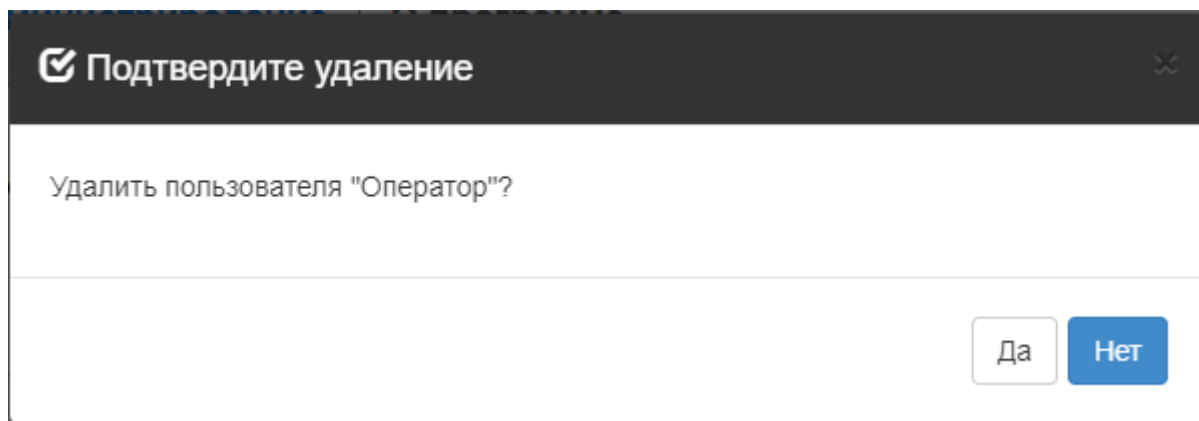 Подтвердите удаление
Удалить пользователя "Оператор"?
Да
Нет